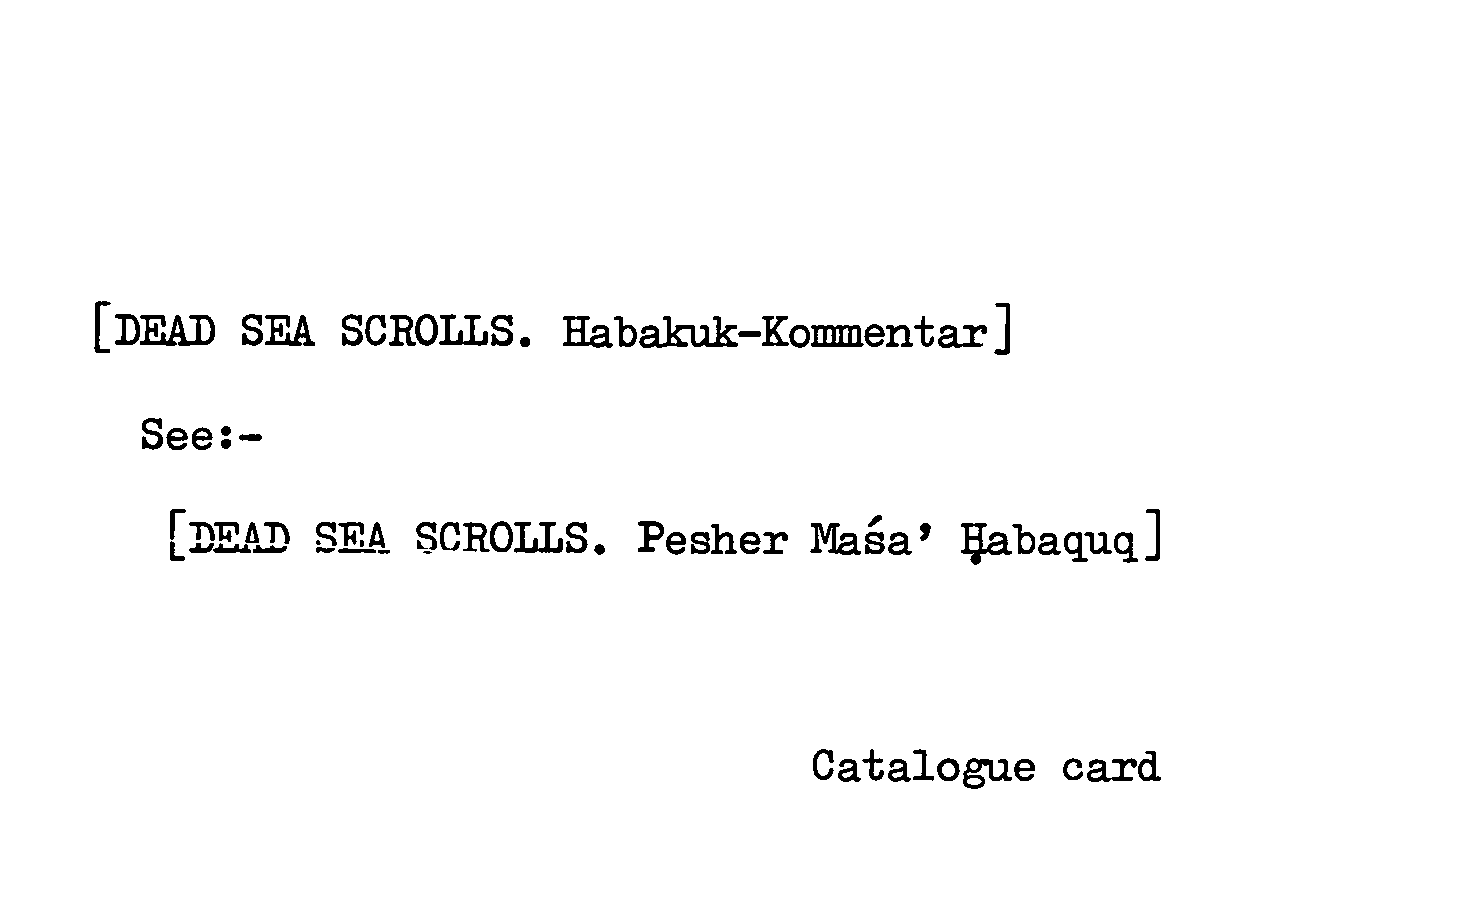 [DEAD SEA SCROLLS. Habakuk-Kommentar]
See:-
[DEAD SEA SCROLLS. Pesher Maśa’ Ḥabaquq]
Catalogue card